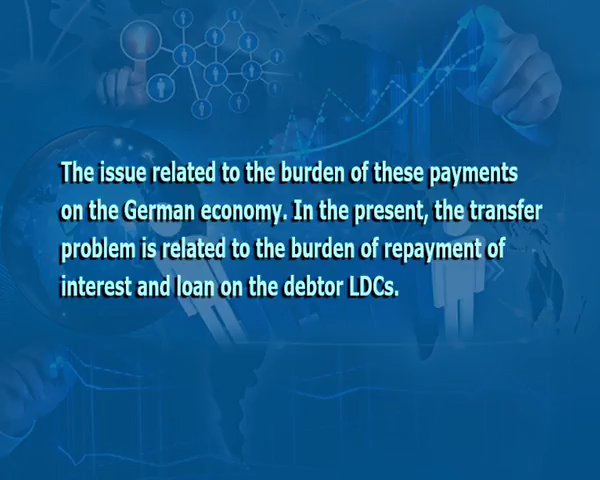 The issue related to the burden of these payments
on the German economy. In the present, the transfer
problem is related to the burden of repayment of
interest and loan on the debtor LDCs.